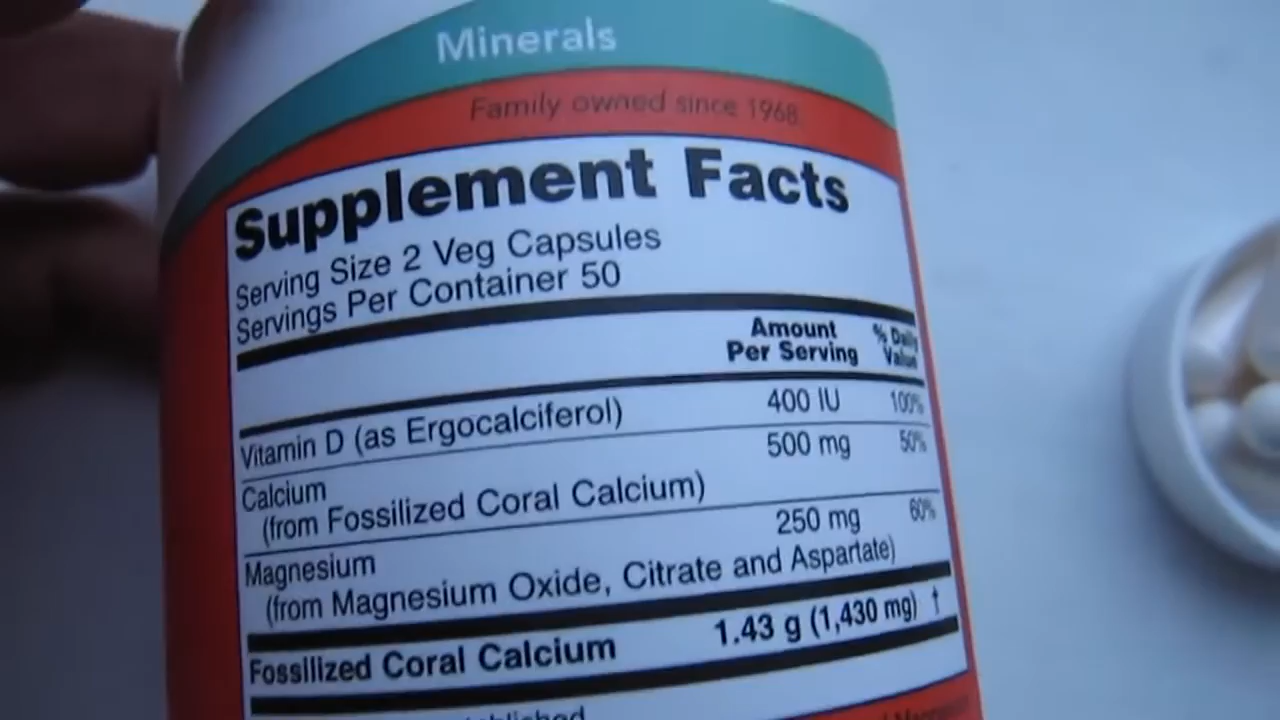 Minerals
Family owned since 1968
Supplement Facts
Serving Size 2 Veg Capsules
Servings Per Container 50
Amount Per Serving
% Daily Value
Vitamin D (as Ergocalciferol) 400 IU 100%
Calcium 500 mg 50%
(from Fossilized Coral Calcium)
Magnesium 250 mg 60%
(from Magnesium Oxide, Citrate and Aspartate)
Fossilized Coral Calcium 1.43 g (1,430 mg) †